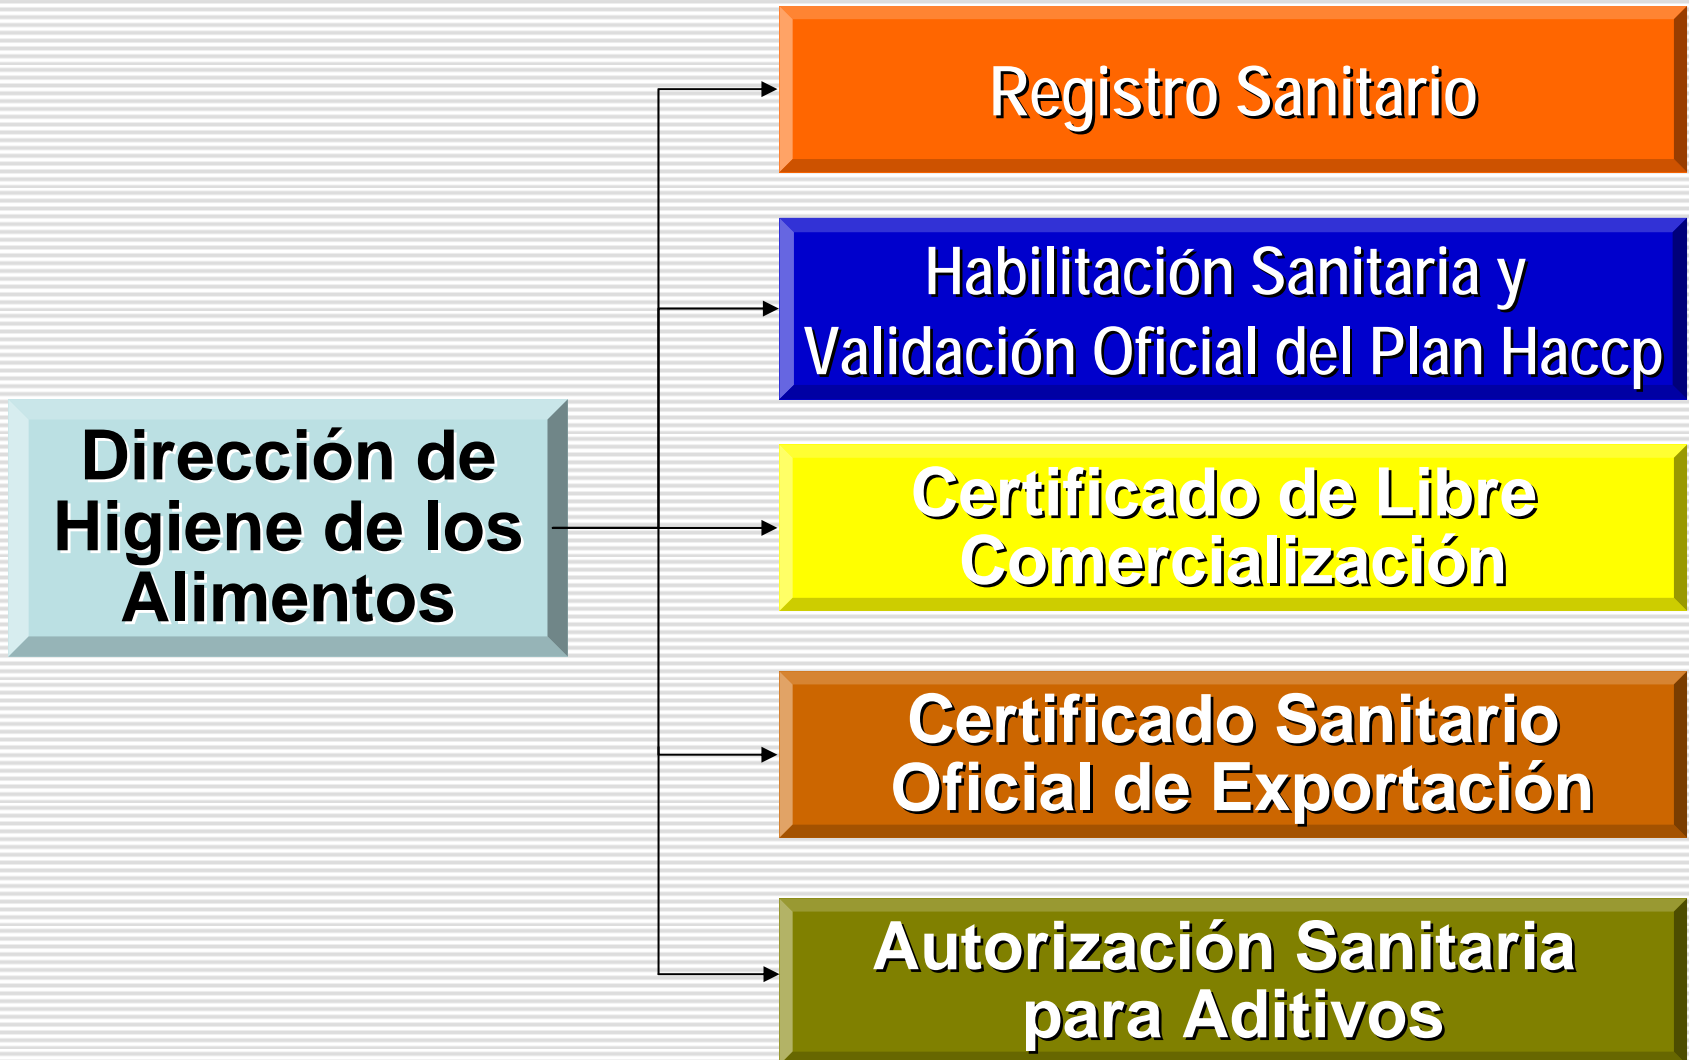 Registro Sanitario
Habilitación Sanitaria y
Validación Oficial del Plan Haccp
Dirección de
Higiene de los
Alimentos
Certificado de Libre
Comercialización
Certificado Sanitario
Oficial de Exportación
Autorización Sanitaria
para Aditivos